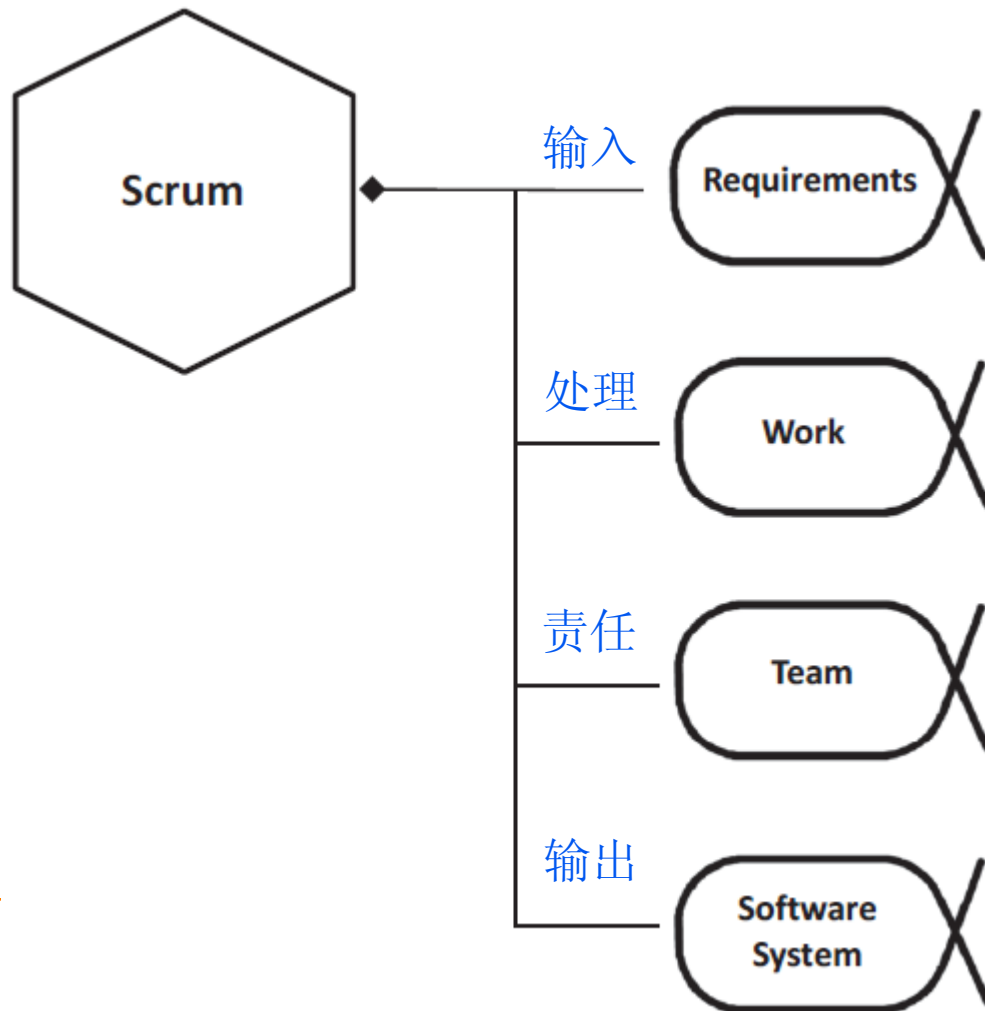 Scrum
输入
Requirements
处理
Work
责任
Team
输出
Software
System